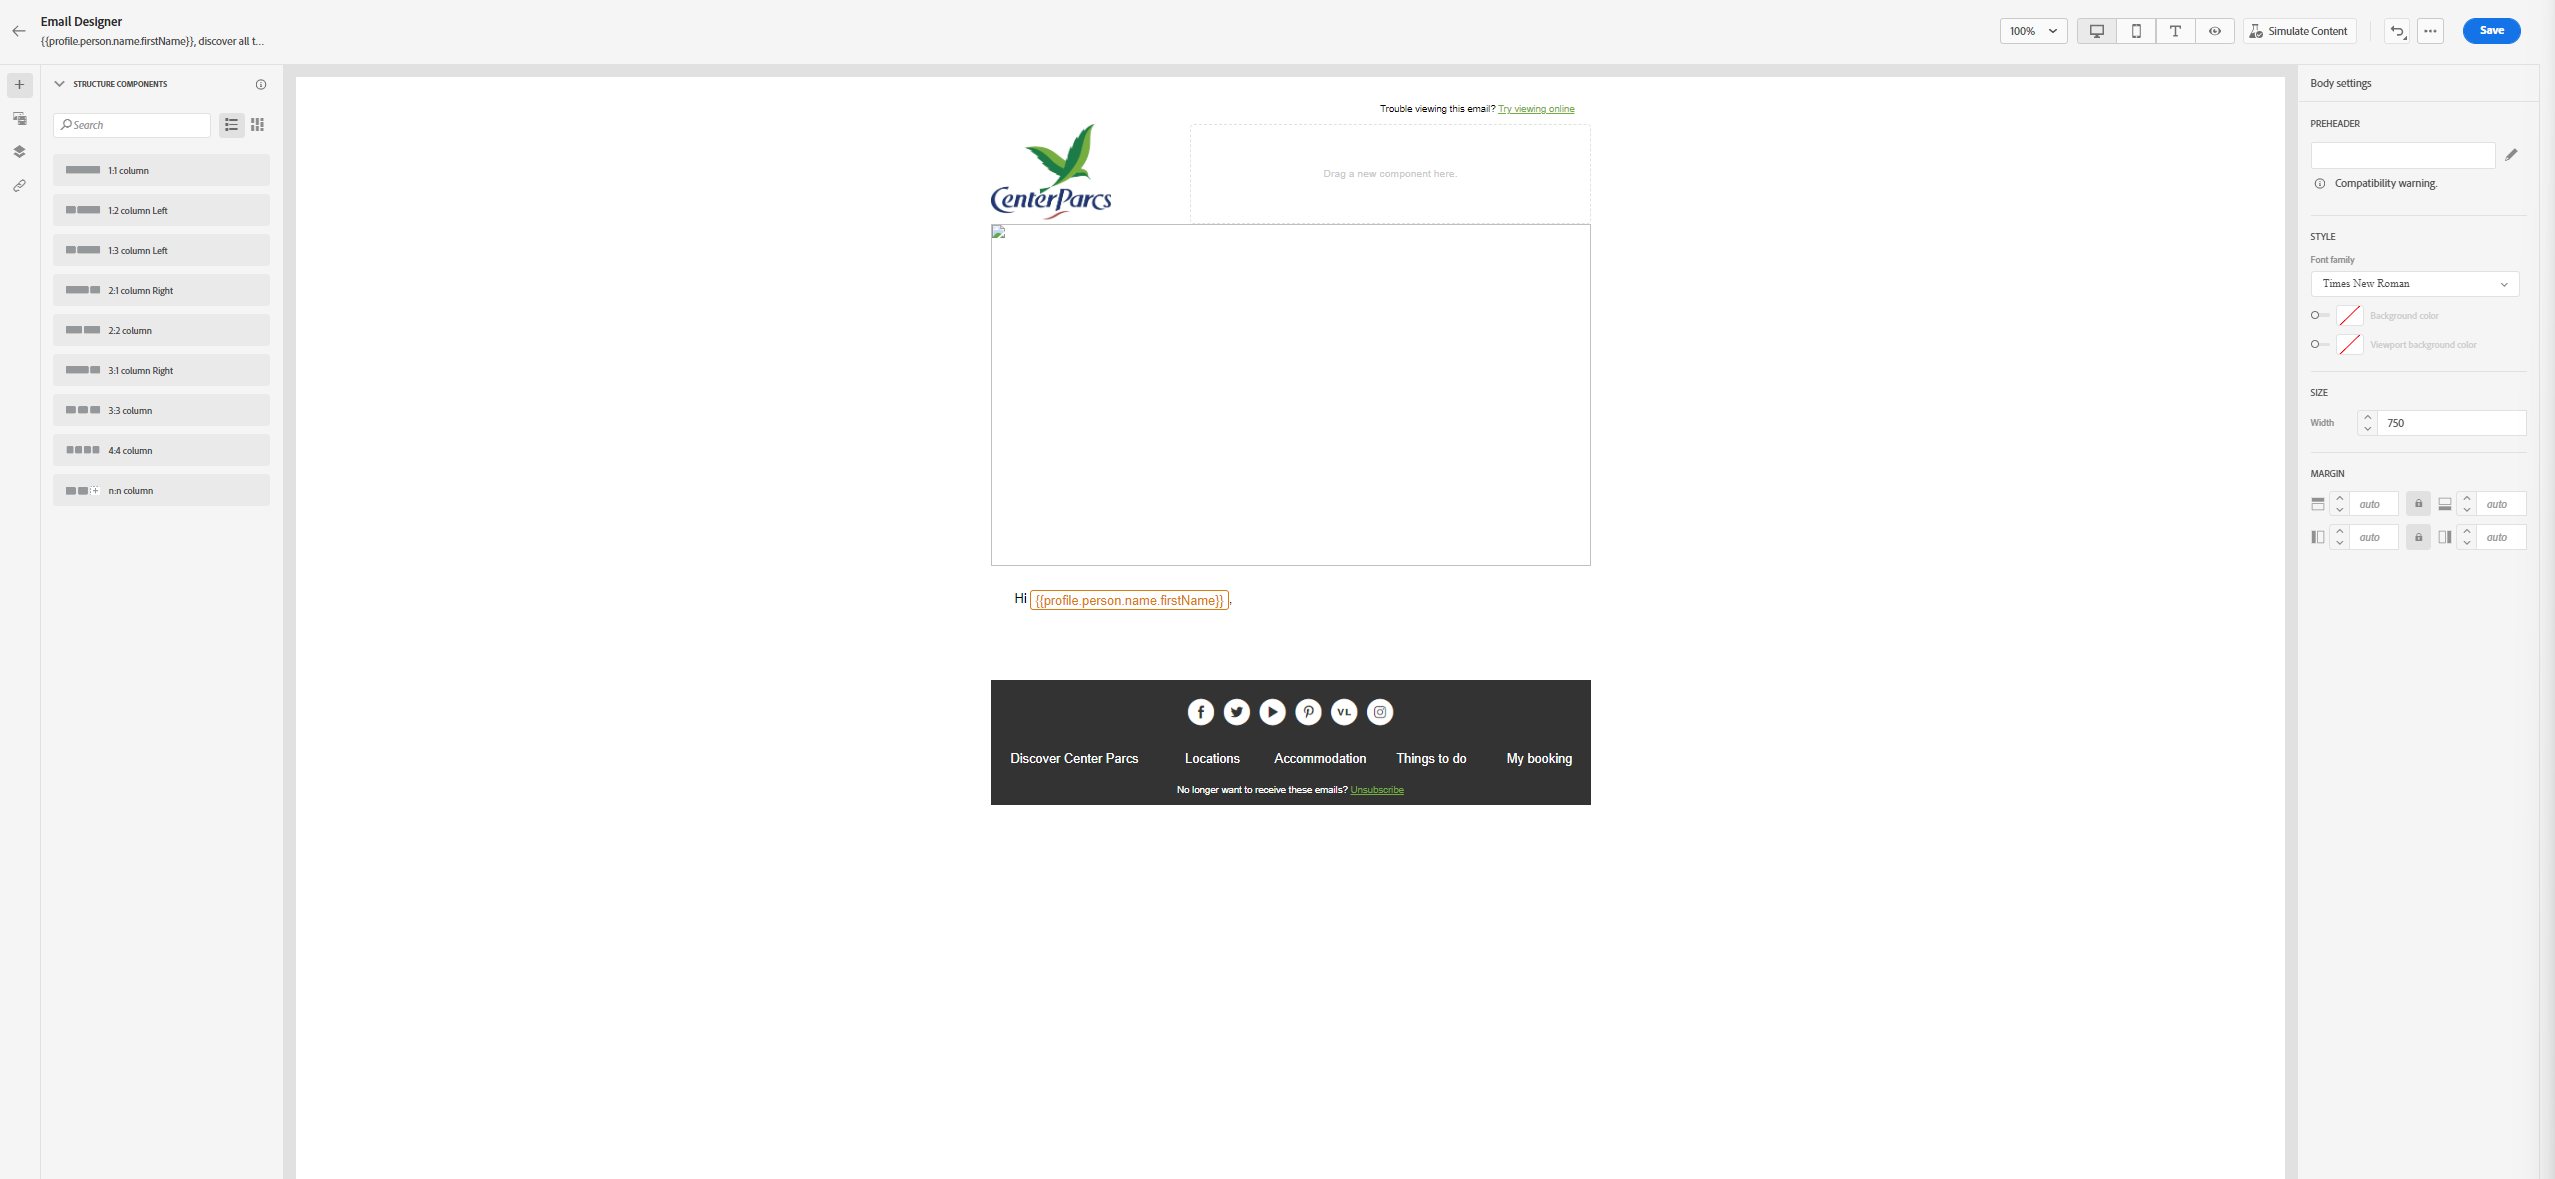 Email Designer
{{profile.person.name.firstName}}, discover all t...
100%
Simulate Content
Save
STRUCTURE COMPONENTS
Search
1:1 column
1:2 column Left
1:3 column Left
2:1 column Right
2:2 column
3:1 column Right
3:3 column
4:4 column
n:n column
Trouble viewing this email? Try viewing online
CenterParcs
Drag a new component here.
Hi {{profile.person.name.firstName}},
VL
Discover Center Parcs Locations Accommodation Things to do My booking
No longer want to receive these emails? Unsubscribe
Body settings
PREHEADER
Compatibility warning.
STYLE
Font family
Times New Roman
Background color
Viewport background color
SIZE
Width 750
MARGIN
auto auto
auto auto